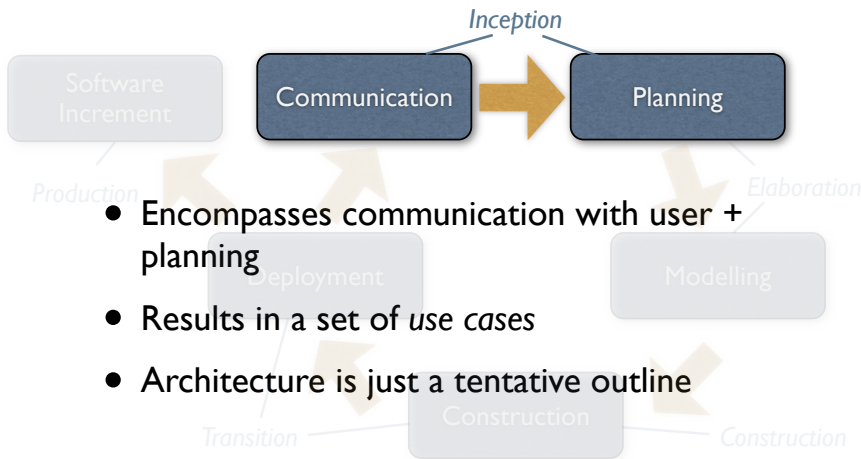 Inception
Software
Increment
Communication
Planning
Production
Elaboration
• Encompasses communication with user +
planning
Deployment
Modelling
• Results in a set of use cases
• Architecture is just a tentative outline
Construction
Transition
Construction